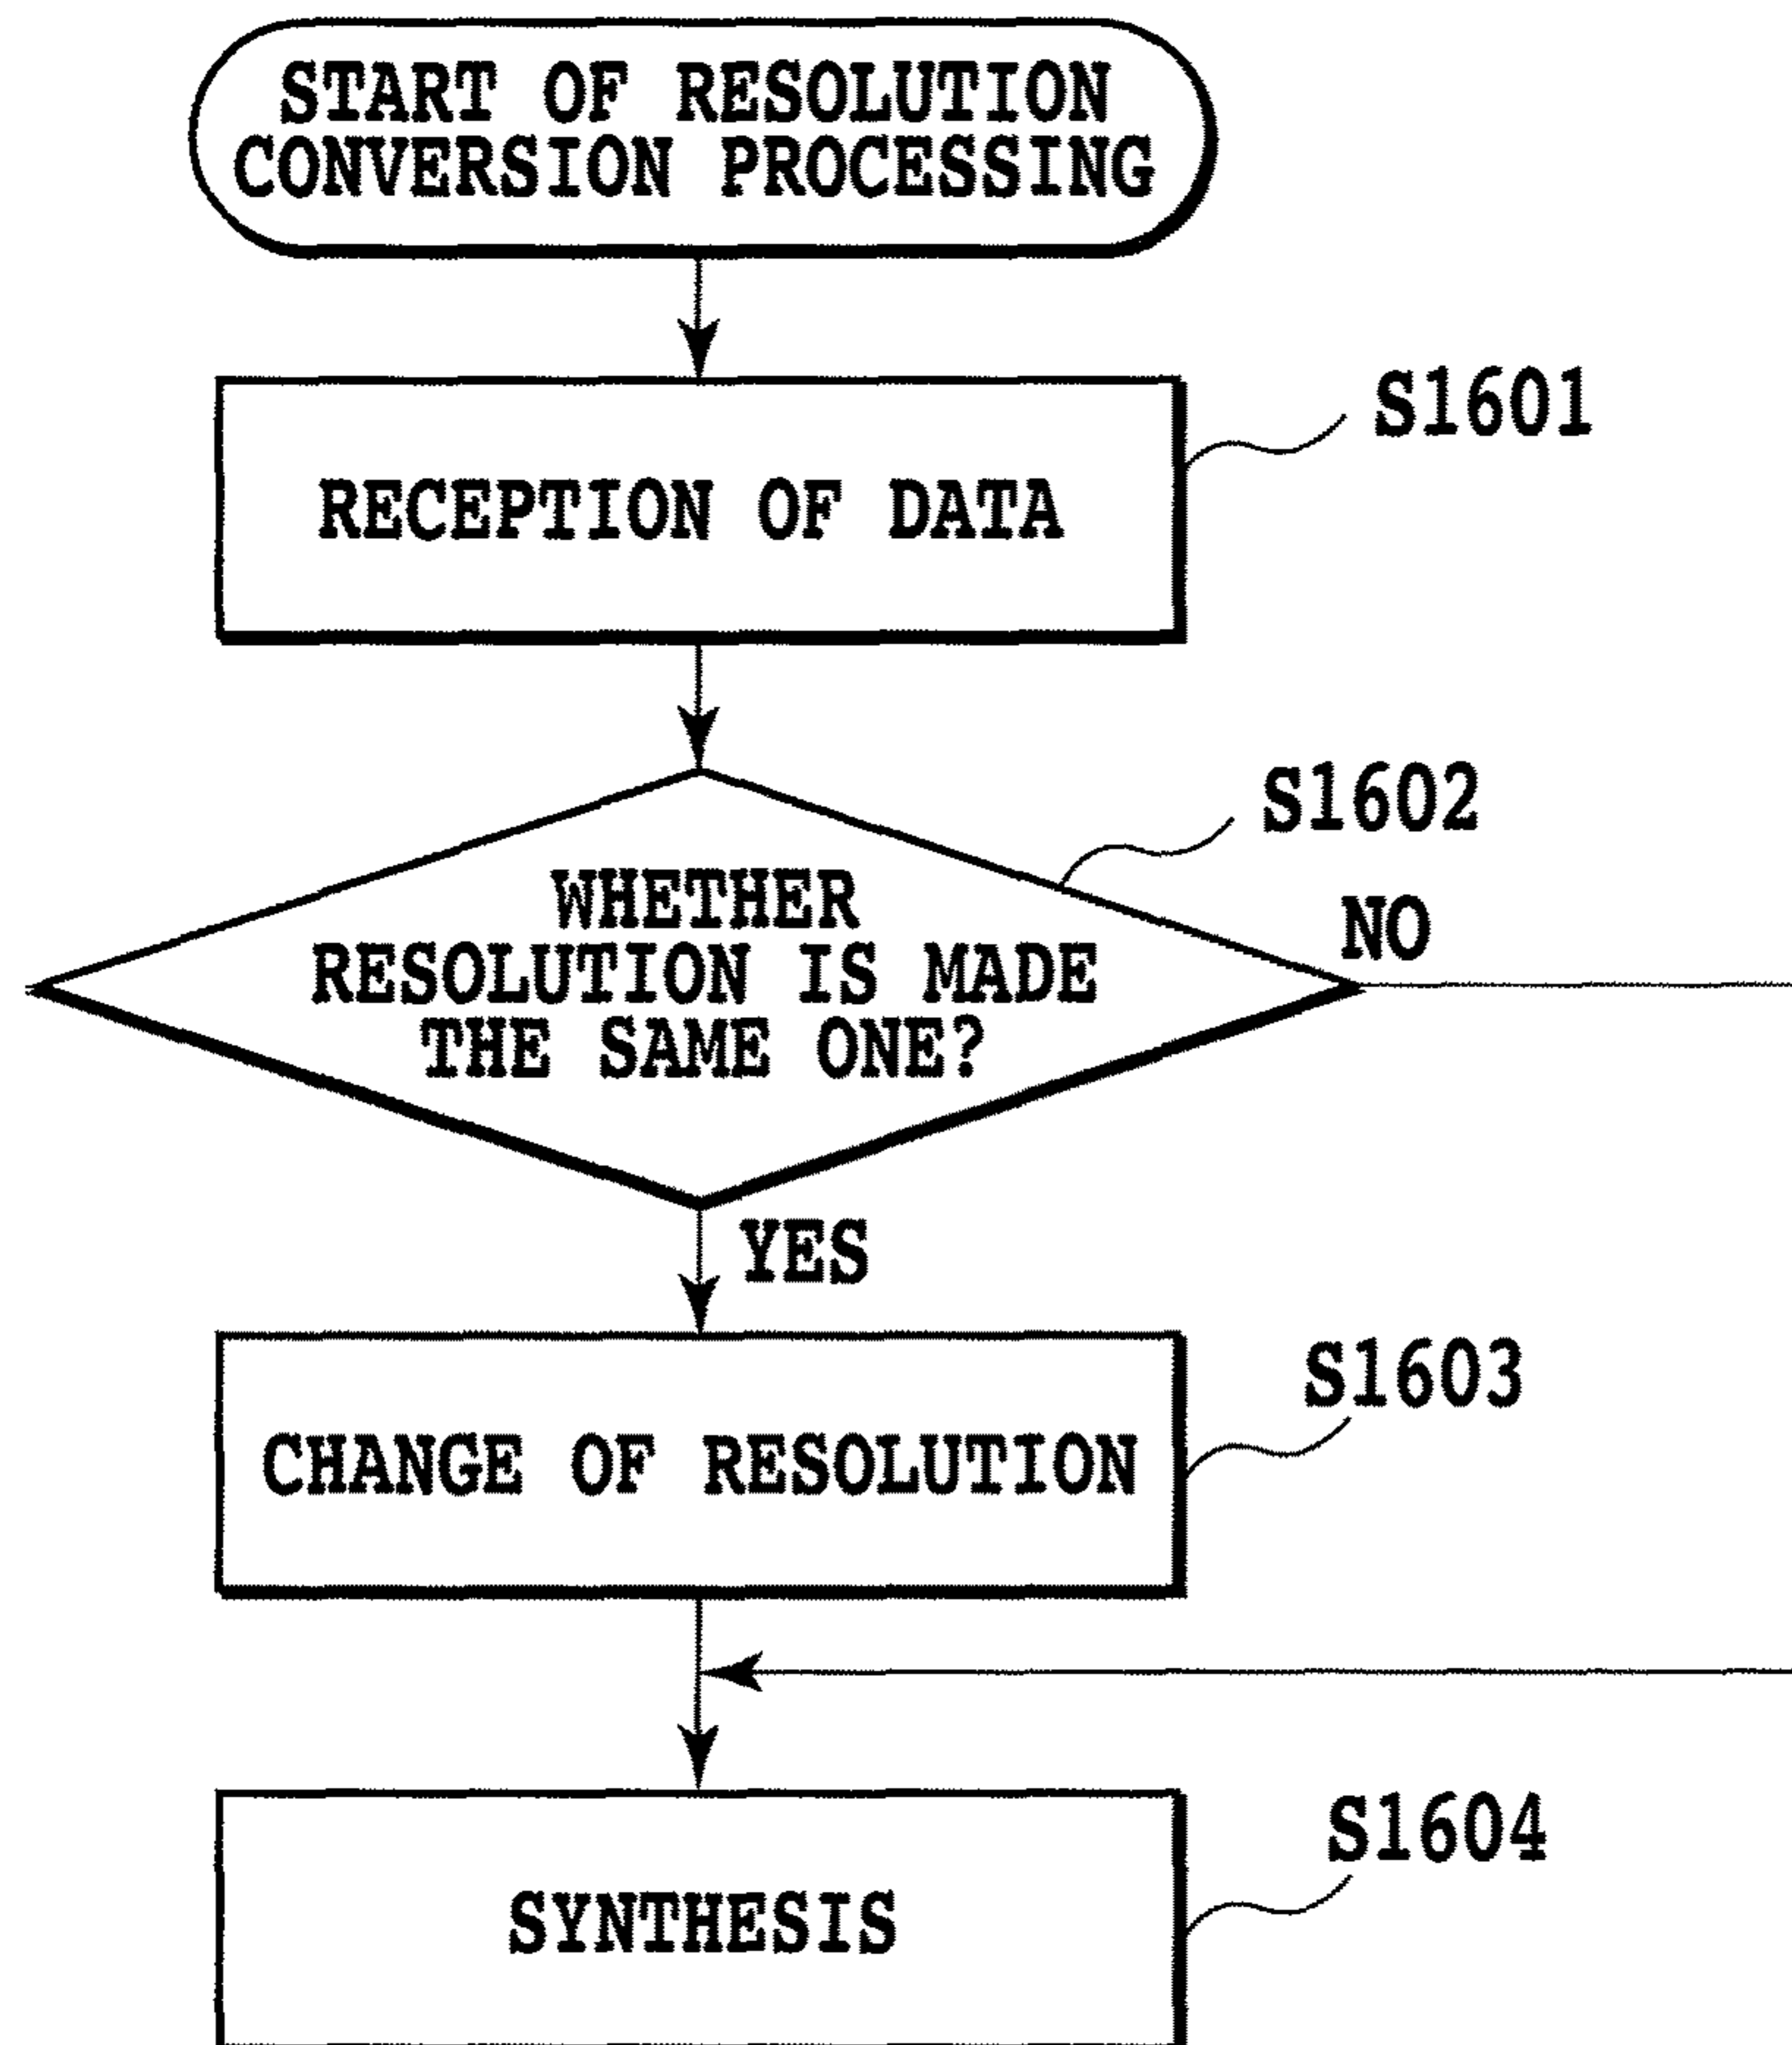 START OF RESOLUTION
CONVERSION PROCESSING
S1601
RECEPTION OF DATA
S1602
WHETHER
RESOLUTION IS MADE
THE SAME ONE?
NO
YES
S1603
CHANGE OF RESOLUTION
S1604
SYNTHESIS